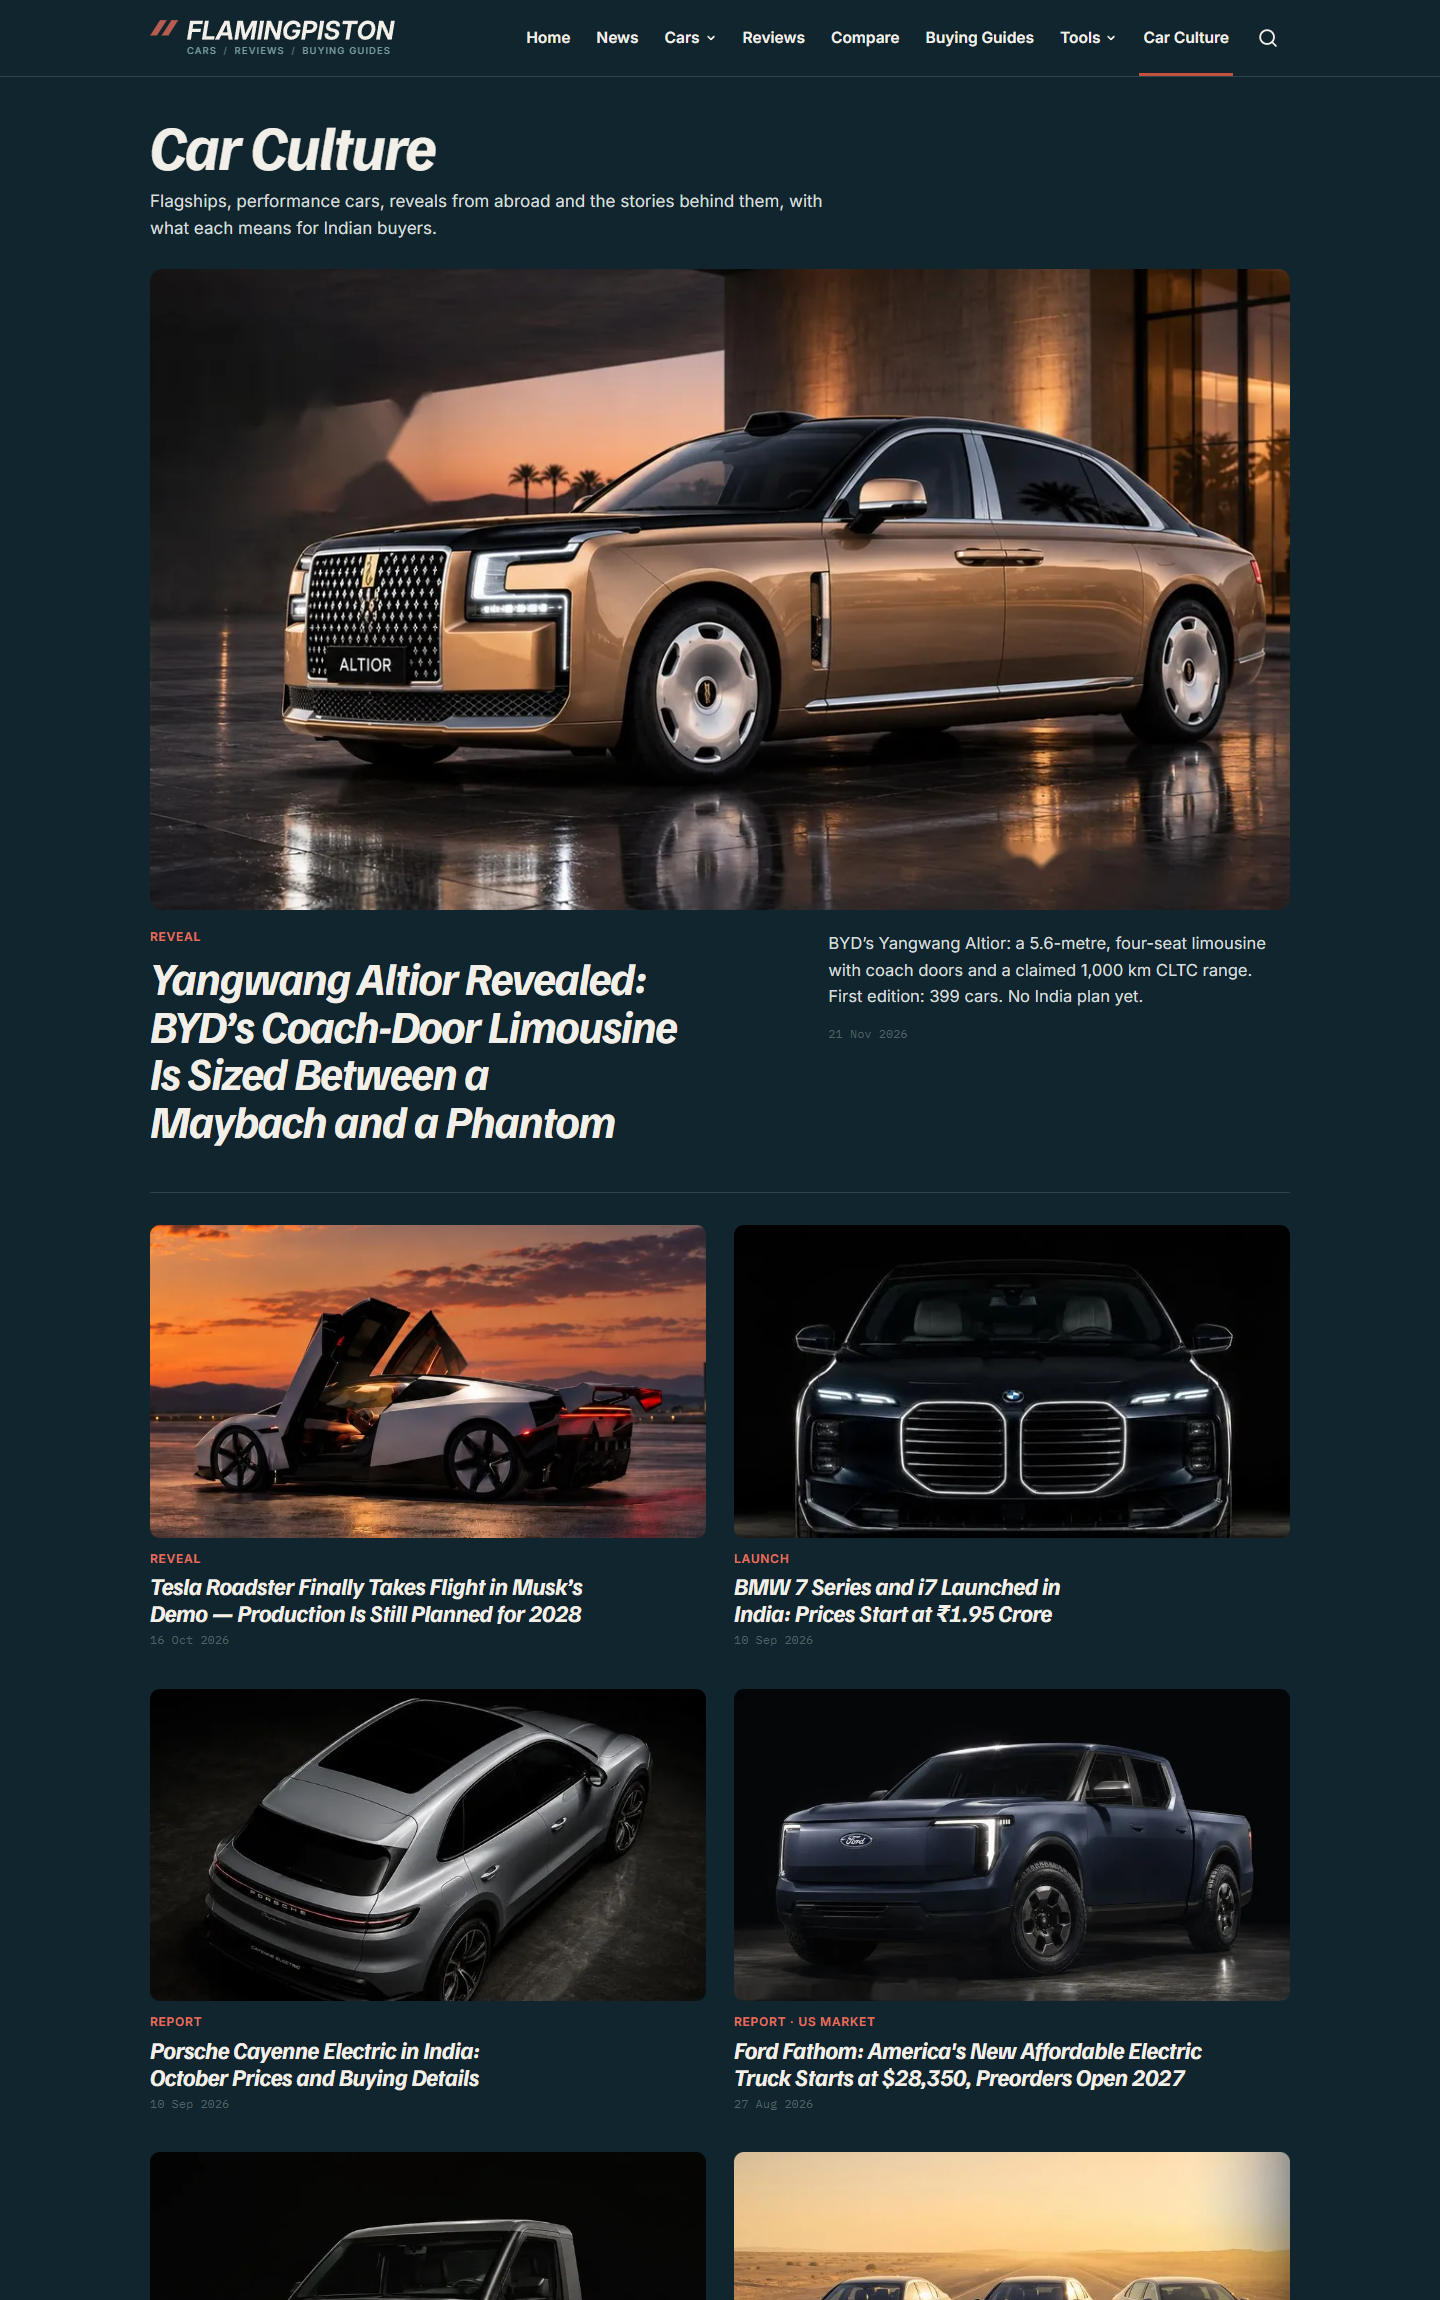 FLAMINGPISTON
CARS / REVIEWS / BUYING GUIDES
Home News Cars Reviews Compare Buying Guides Tools Car Culture
Car Culture
Flagships, performance cars, reveals from abroad and the stories behind them, with
what each means for Indian buyers.
ALTIOR
REVEAL
Yangwang Altior Revealed:
BYD’s Coach-Door Limousine
Is Sized Between a
Maybach and a Phantom
BYD’s Yangwang Altior: a 5.6-metre, four-seat limousine
with coach doors and a claimed 1,000 km CLTC range.
First edition: 399 cars. No India plan yet.
21 Nov 2026
REVEAL
Tesla Roadster Finally Takes Flight in Musk’s
Demo — Production Is Still Planned for 2028
16 Oct 2026
LAUNCH
BMW 7 Series and i7 Launched in
India: Prices Start at ₹1.95 Crore
10 Sep 2026
PORSCHE
CAYENNE ELECTRIC
REPORT
Porsche Cayenne Electric in India:
October Prices and Buying Details
10 Sep 2026
Ford
REPORT · US MARKET
Ford Fathom: America's New Affordable Electric
Truck Starts at $28,350, Preorders Open 2027
27 Aug 2026